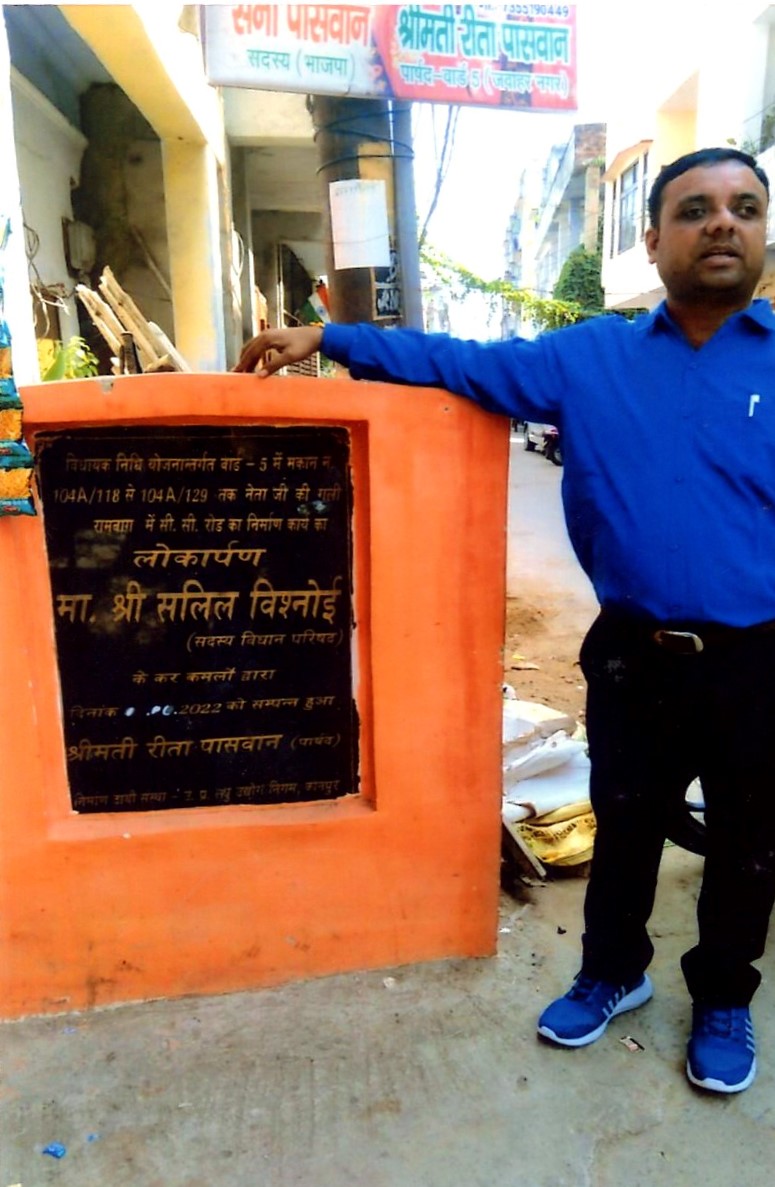 7355190449
सेना पासवान
सदस्य (भाजपा)
श्रीमती रीता पासवान
पार्षद-वार्ड 5 (जवाहर नगर)
विधायक निधि योजनान्तर्गत वार्ड - 5 में मकान न.
104A/118 से 104A/129 तक नेता जी की गली
रामबाग में सी. सी. रोड का निर्माण कार्य का
लोकार्पण
मा. श्री सलिल विश्नोई
(सदस्य विधान परिषद)
के कर कमलों द्वारा
दिनांक .2022 को सम्पन्न हुआ
श्रीमती रीता पासवान (पार्षद)
निर्माण दायी संस्था - उ. प्र. लघु उद्योग निगम, कानपुर